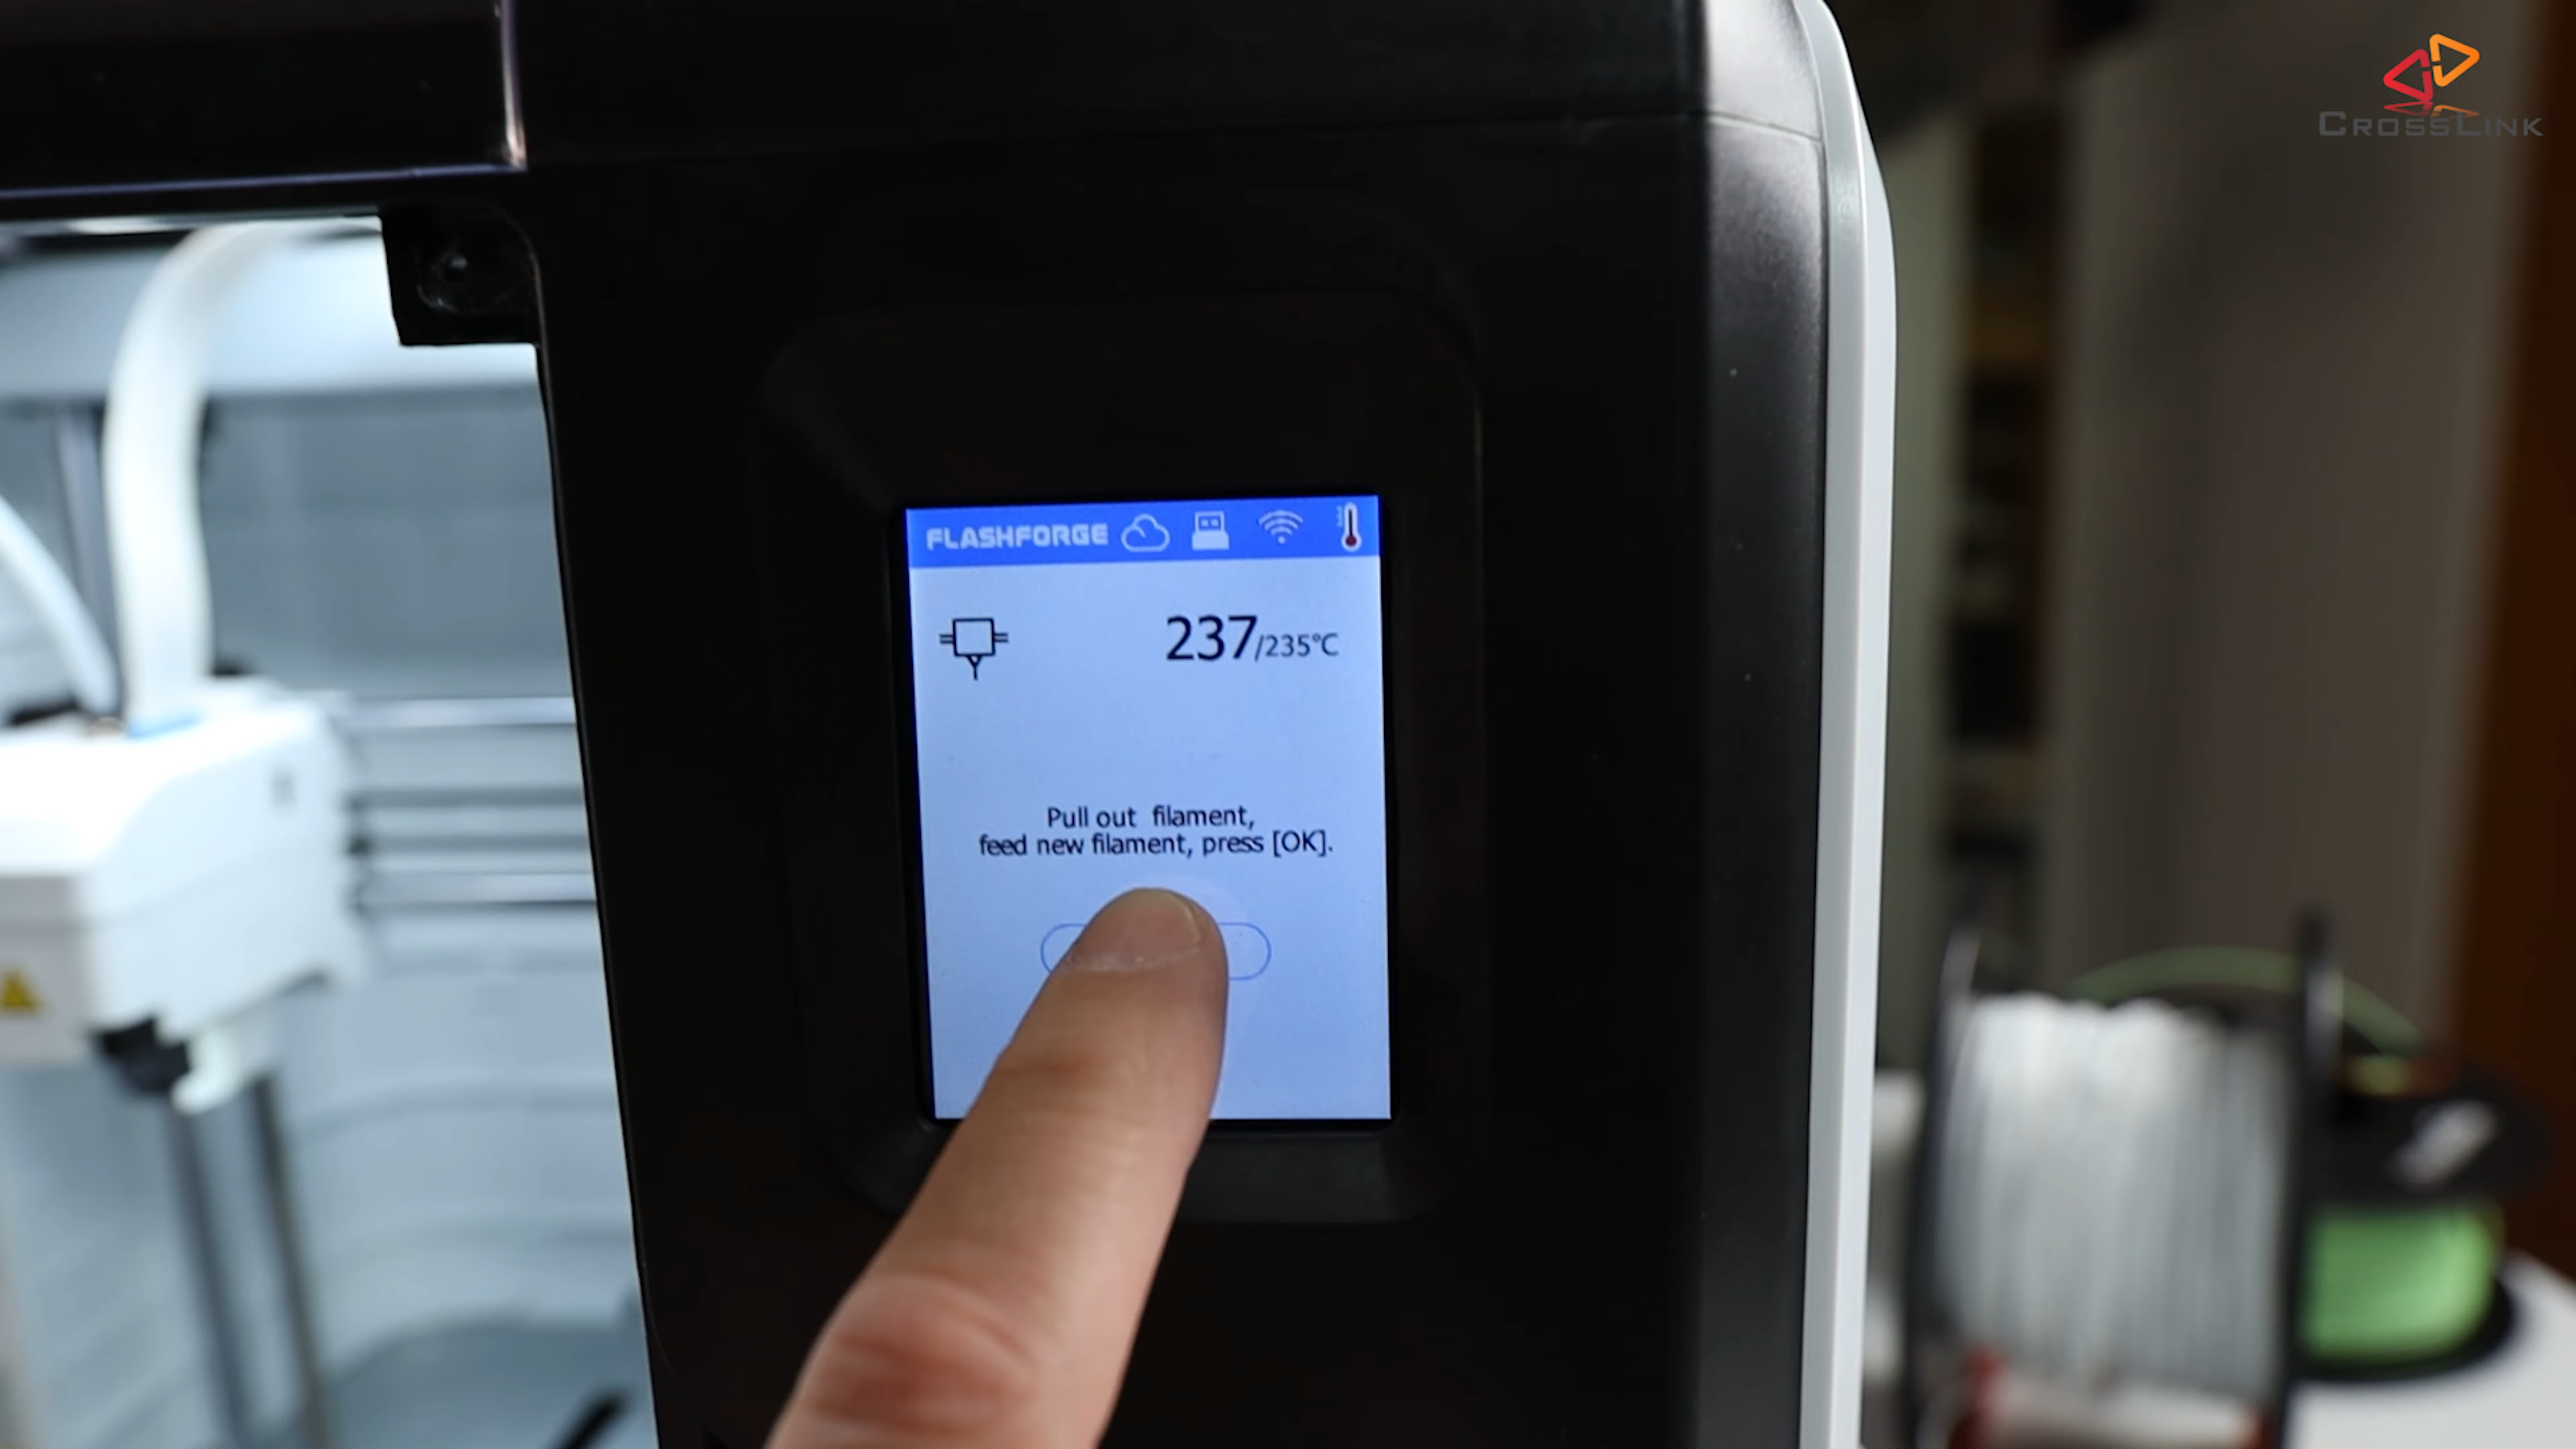 CROSSLINK
FLASHFORGE
237/235°C
Pull out filament,
feed new filament, press [OK].